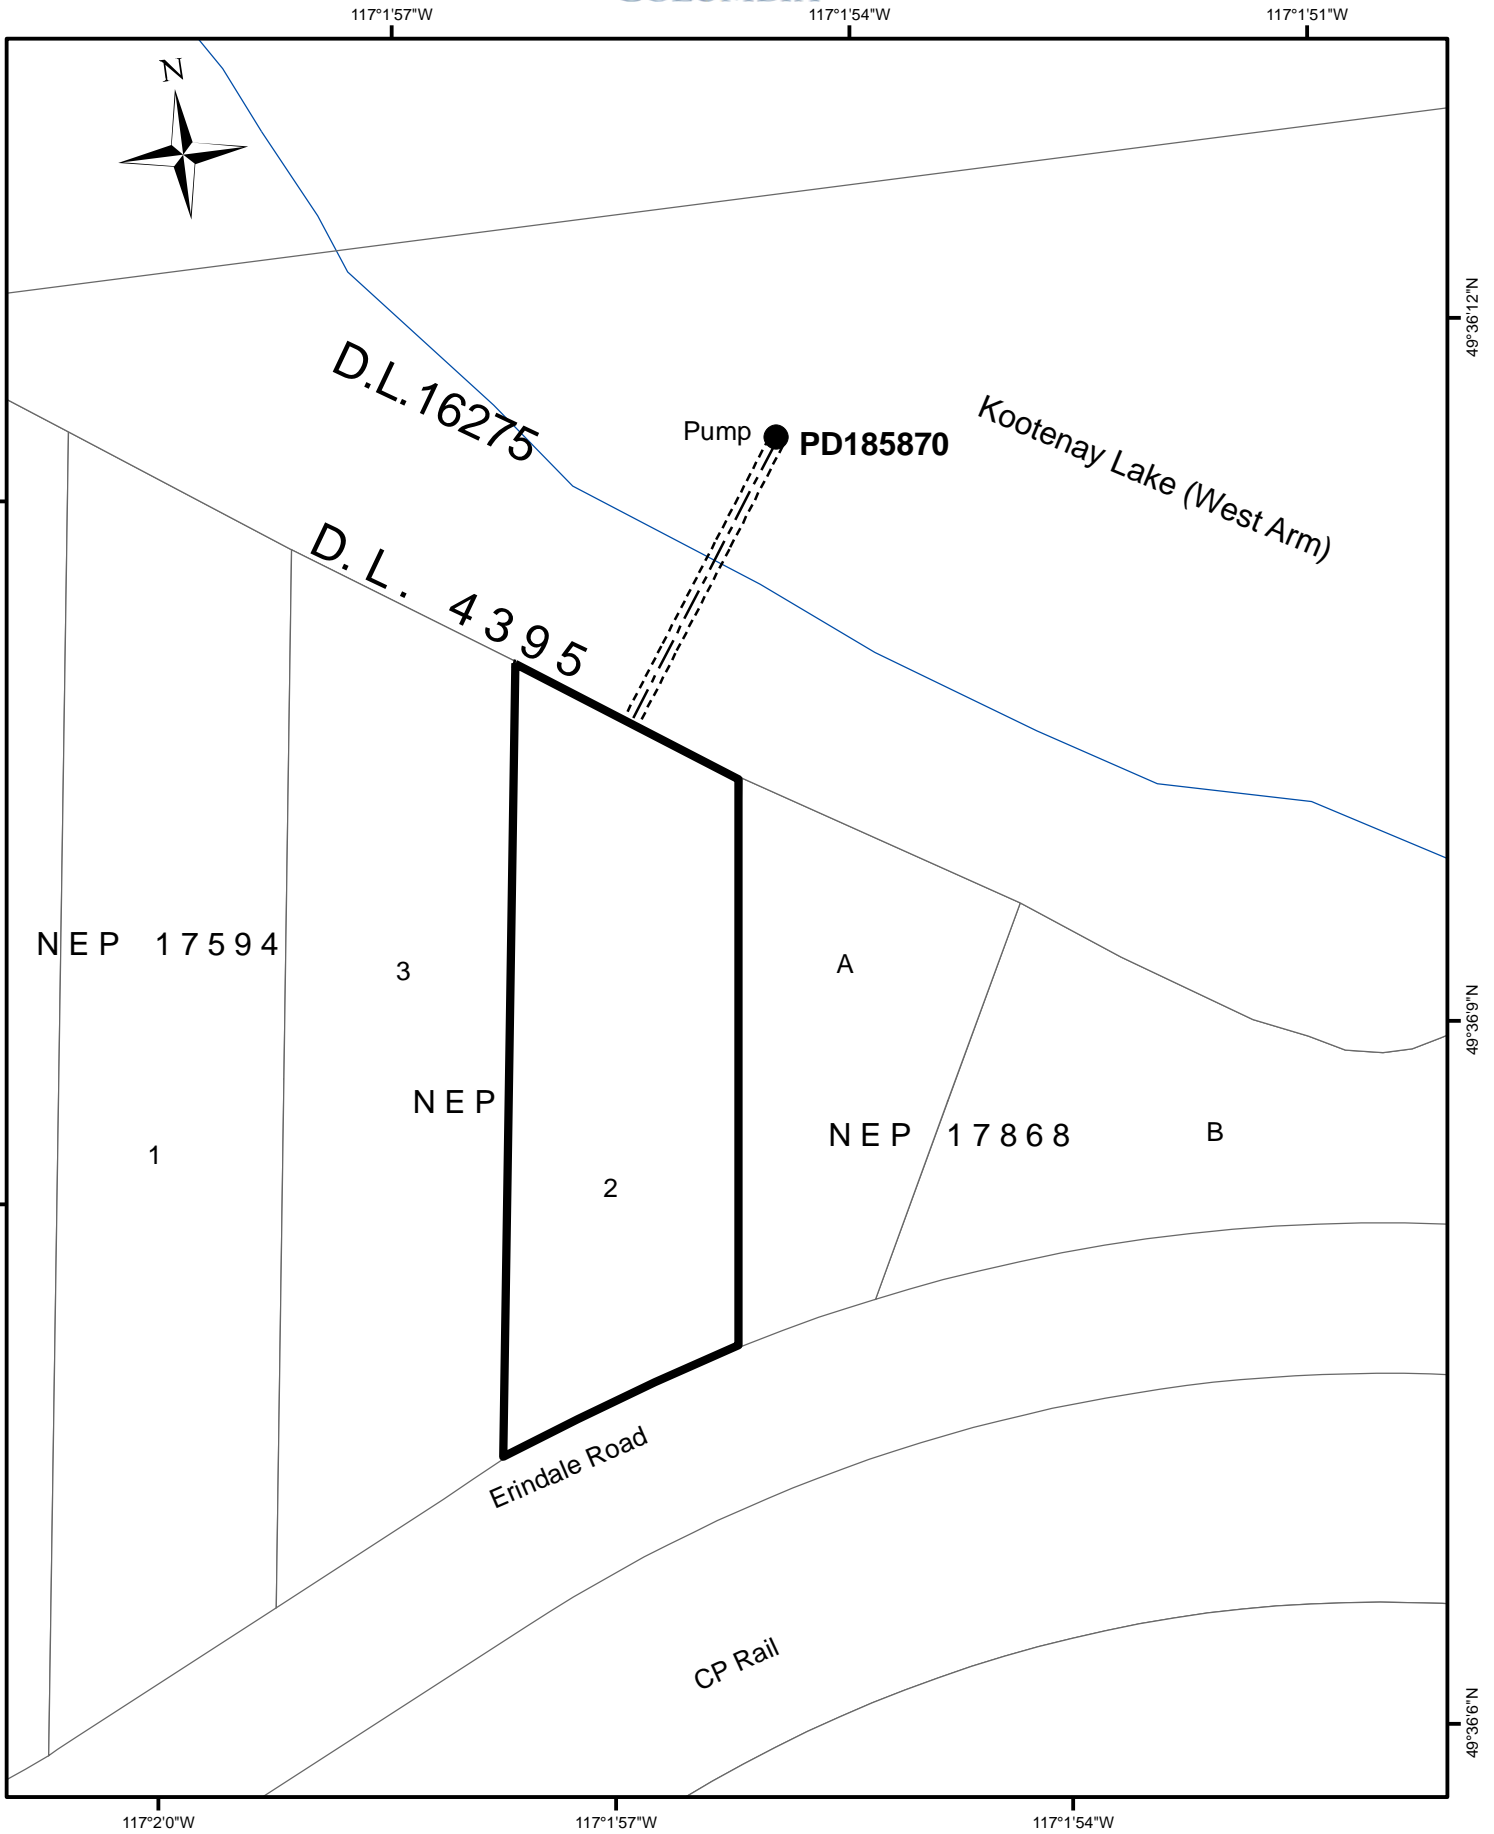 COLUMBIA
117°1'57"W
117°1'54"W
117°1'51"W
N
49°36'12"N
D.L. 16275
Pump
PD185870
Kootenay Lake (West Arm)
D. L. 4395
NEP 17594
3
A
49°36'9"N
NEP
NEP 17868
B
1
2
Erindale Road
CP Rail
49°36'6"N
117°2'0"W
117°1'57"W
117°1'54"W